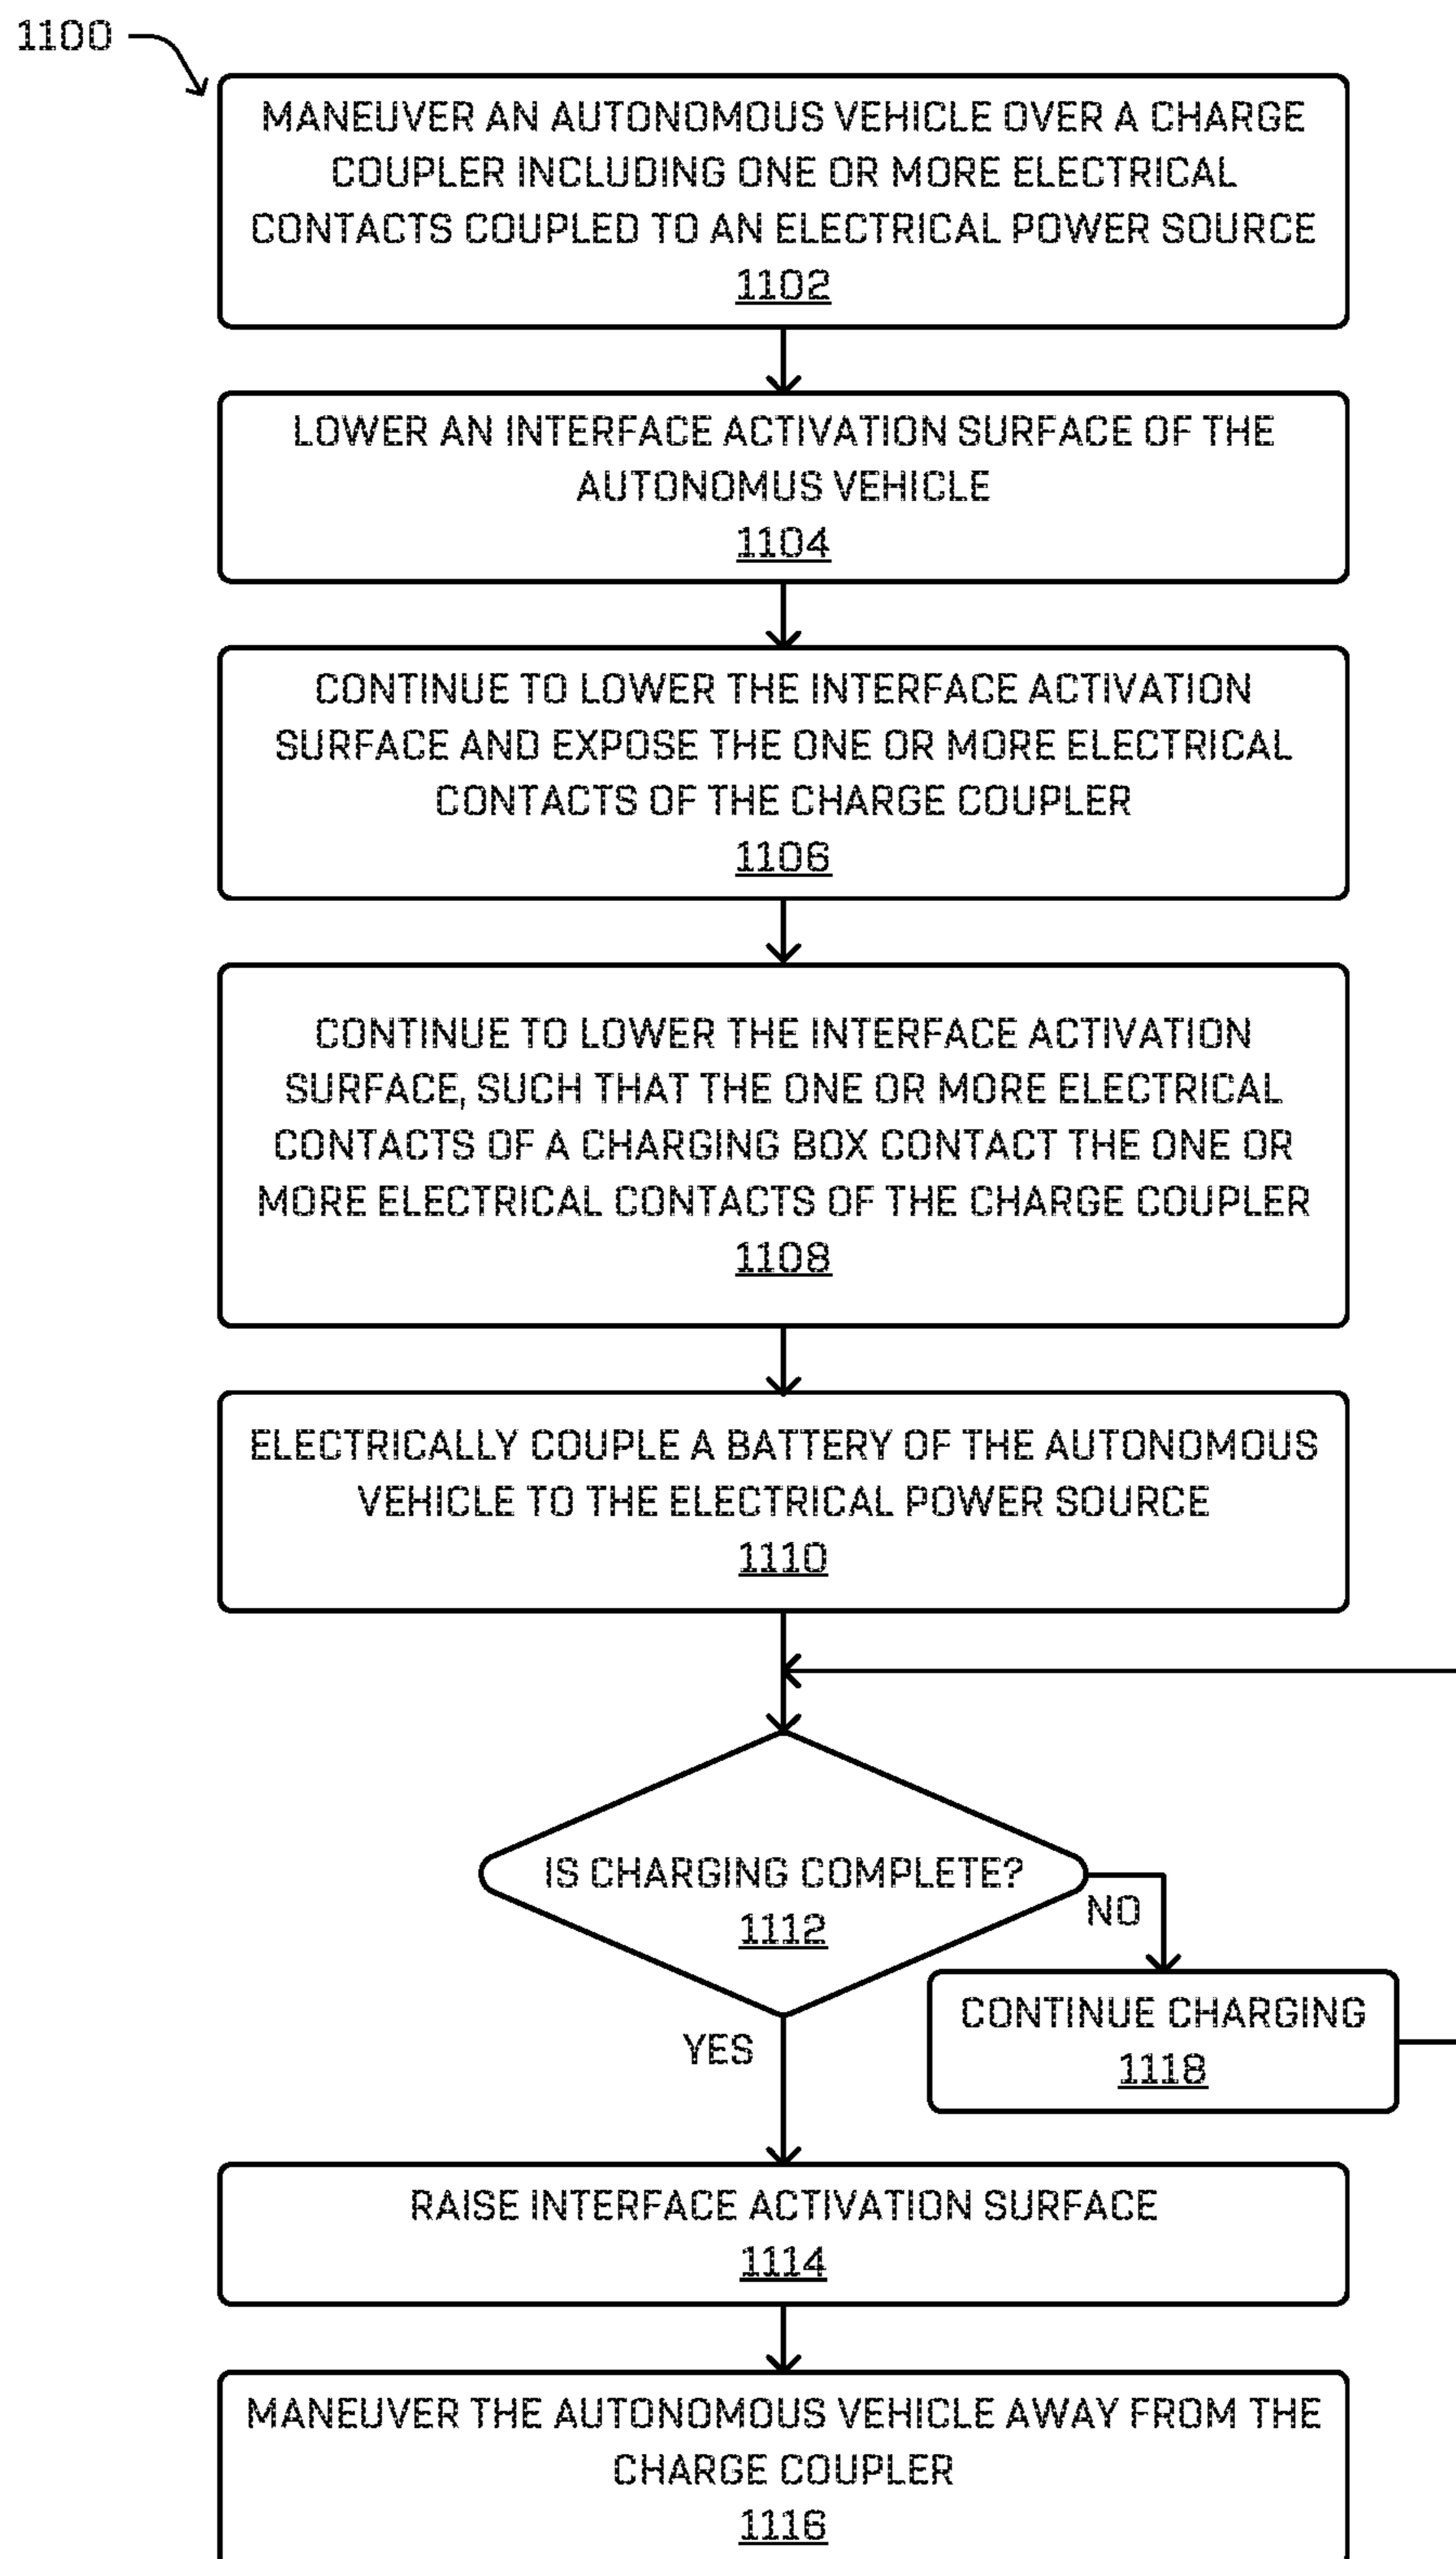 1100
MANEUVER AN AUTONOMOUS VEHICLE OVER A CHARGE
COUPLER INCLUDING ONE OR MORE ELECTRICAL
CONTACTS COUPLED TO AN ELECTRICAL POWER SOURCE
1102
LOWER AN INTERFACE ACTIVATION SURFACE OF THE
AUTONOMUS VEHICLE
1104
CONTINUE TO LOWER THE INTERFACE ACTIVATION
SURFACE AND EXPOSE THE ONE OR MORE ELECTRICAL
CONTACTS OF THE CHARGE COUPLER
1106
CONTINUE TO LOWER THE INTERFACE ACTIVATION
SURFACE, SUCH THAT THE ONE OR MORE ELECTRICAL
CONTACTS OF A CHARGING BOX CONTACT THE ONE OR
MORE ELECTRICAL CONTACTS OF THE CHARGE COUPLER
1108
ELECTRICALLY COUPLE A BATTERY OF THE AUTONOMOUS
VEHICLE TO THE ELECTRICAL POWER SOURCE
1110
IS CHARGING COMPLETE?
1112
NO
CONTINUE CHARGING
1118
YES
RAISE INTERFACE ACTIVATION SURFACE
1114
MANEUVER THE AUTONOMOUS VEHICLE AWAY FROM THE
CHARGE COUPLER
1116